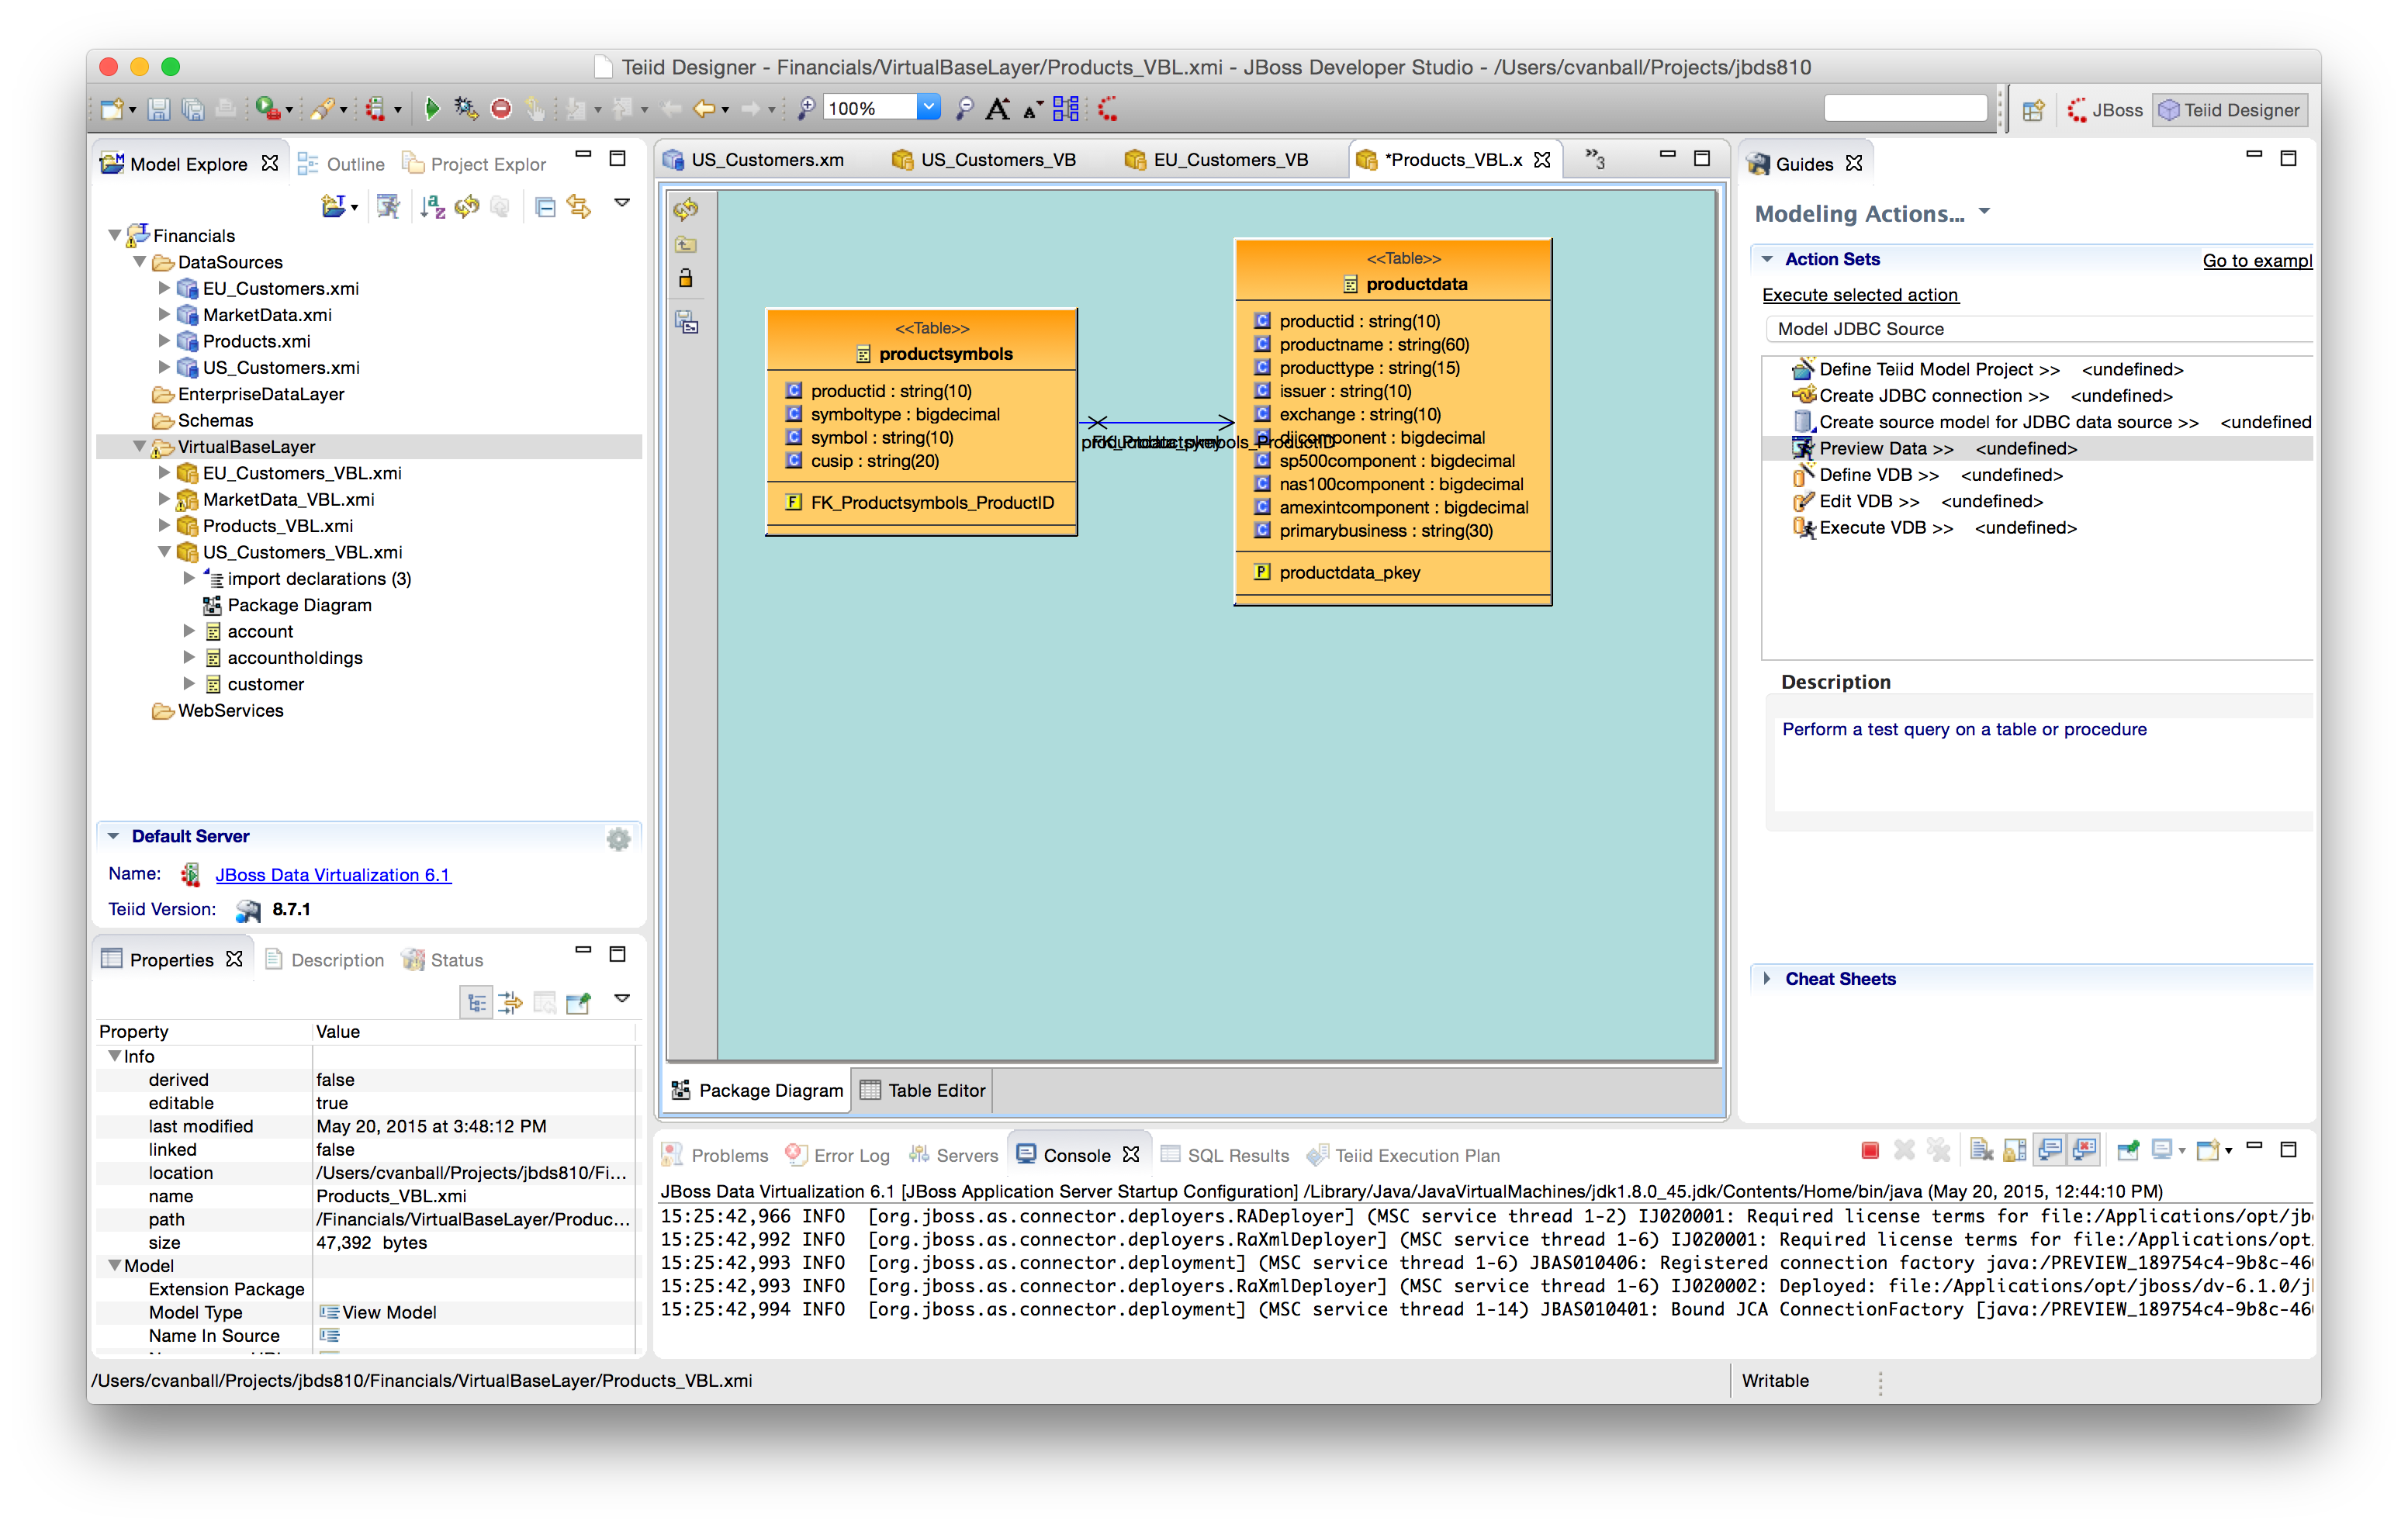 Teiid Designer - Financials/VirtualBaseLayer/Products_VBL.xmi - JBoss Developer Studio - /Users/cvanball/Projects/jbds810
100%
JBoss
Teiid Designer
Model Explore
Outline
Project Explor
Financials
DataSources
EU_Customers.xmi
MarketData.xmi
Products.xmi
US_Customers.xmi
EnterpriseDataLayer
Schemas
VirtualBaseLayer
EU_Customers_VBL.xmi
MarketData_VBL.xmi
Products_VBL.xmi
US_Customers_VBL.xmi
import declarations (3)
Package Diagram
account
accountholdings
customer
WebServices
Default Server
Name: JBoss Data Virtualization 6.1
Teiid Version: 8.7.1
Properties
Description
Status
Property Value
Info
derived false
editable true
last modified May 20, 2015 at 3:48:12 PM
linked false
location /Users/cvanball/Projects/jbds810/Fi...
name Products_VBL.xmi
path /Financials/VirtualBaseLayer/Produc...
size 47,392 bytes
Model
Extension Package
Model Type View Model
Name In Source
US_Customers.xm
US_Customers_VB
EU_Customers_VB
*Products_VBL.x
»3
<<Table>>
productsymbols
productid : string(10)
symboltype : bigdecimal
symbol : string(10)
cusip : string(20)
FK_Productsymbols_ProductID
productdata_pkey
FK_Productsymbols_ProductID
<<Table>>
productdata
productid : string(10)
productname : string(60)
producttype : string(15)
issuer : string(10)
exchange : string(10)
djicomponent : bigdecimal
sp500component : bigdecimal
nas100component : bigdecimal
amexintcomponent : bigdecimal
primarybusiness : string(30)
productdata_pkey
Package Diagram
Table Editor
Guides
Modeling Actions...
Action Sets
Go to exampl
Execute selected action
Model JDBC Source
Define Teiid Model Project >> <undefined>
Create JDBC connection >> <undefined>
Create source model for JDBC data source >> <undefined
Preview Data >> <undefined>
Define VDB >> <undefined>
Edit VDB >> <undefined>
Execute VDB >> <undefined>
Description
Perform a test query on a table or procedure
Cheat Sheets
Problems
Error Log
Servers
Console
SQL Results
Teiid Execution Plan
JBoss Data Virtualization 6.1 [JBoss Application Server Startup Configuration] /Library/Java/JavaVirtualMachines/jdk1.8.0_45.jdk/Contents/Home/bin/java (May 20, 2015, 12:44:10 PM)
15:25:42,966 INFO [org.jboss.as.connector.deployers.RADeployer] (MSC service thread 1-2) IJ020001: Required license terms for file:/Applications/opt/jb
15:25:42,992 INFO [org.jboss.as.connector.deployers.RaXmlDeployer] (MSC service thread 1-6) IJ020001: Required license terms for file:/Applications/opt
15:25:42,993 INFO [org.jboss.as.connector.deployment] (MSC service thread 1-6) JBAS010406: Registered connection factory java:/PREVIEW_189754c4-9b8c-46
15:25:42,993 INFO [org.jboss.as.connector.deployers.RaXmlDeployer] (MSC service thread 1-6) IJ020002: Deployed: file:/Applications/opt/jboss/dv-6.1.0/j
15:25:42,994 INFO [org.jboss.as.connector.deployment] (MSC service thread 1-14) JBAS010401: Bound JCA ConnectionFactory [java:/PREVIEW_189754c4-9b8c-46
/Users/cvanball/Projects/jbds810/Financials/VirtualBaseLayer/Products_VBL.xmi
Writable